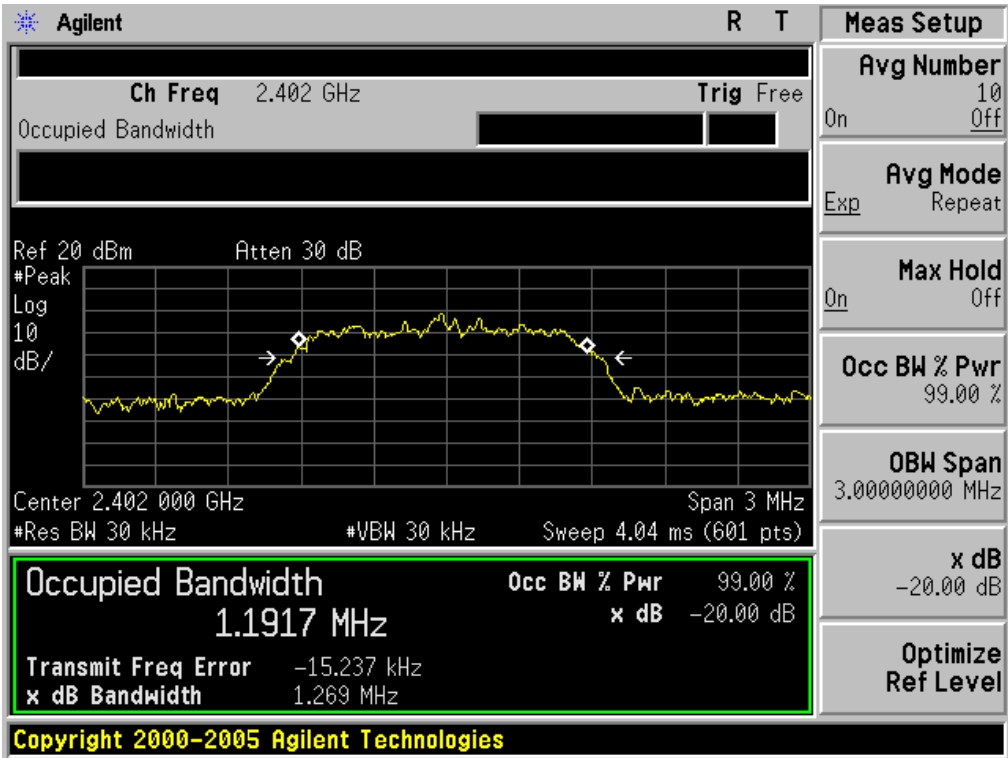 Agilent R T
Meas Setup
Ch Freq 2.402 GHz Trig Free
Occupied Bandwidth
Ref 20 dBm Atten 30 dB
#Peak
Log
10
dB/
Center 2.402 000 GHz Span 3 MHz
#Res BW 30 kHz #VBW 30 kHz Sweep 4.04 ms (601 pts)
Occupied Bandwidth Occ BW % Pwr 99.00 %
1.1917 MHz x dB -20.00 dB
Transmit Freq Error -15.237 kHz
x dB Bandwidth 1.269 MHz
Avg Number
10
On Off
Avg Mode
Exp Repeat
Max Hold
On Off
Occ BW % Pwr
99.00 %
OBW Span
3.00000000 MHz
x dB
-20.00 dB
Optimize
Ref Level
Copyright 2000-2005 Agilent Technologies